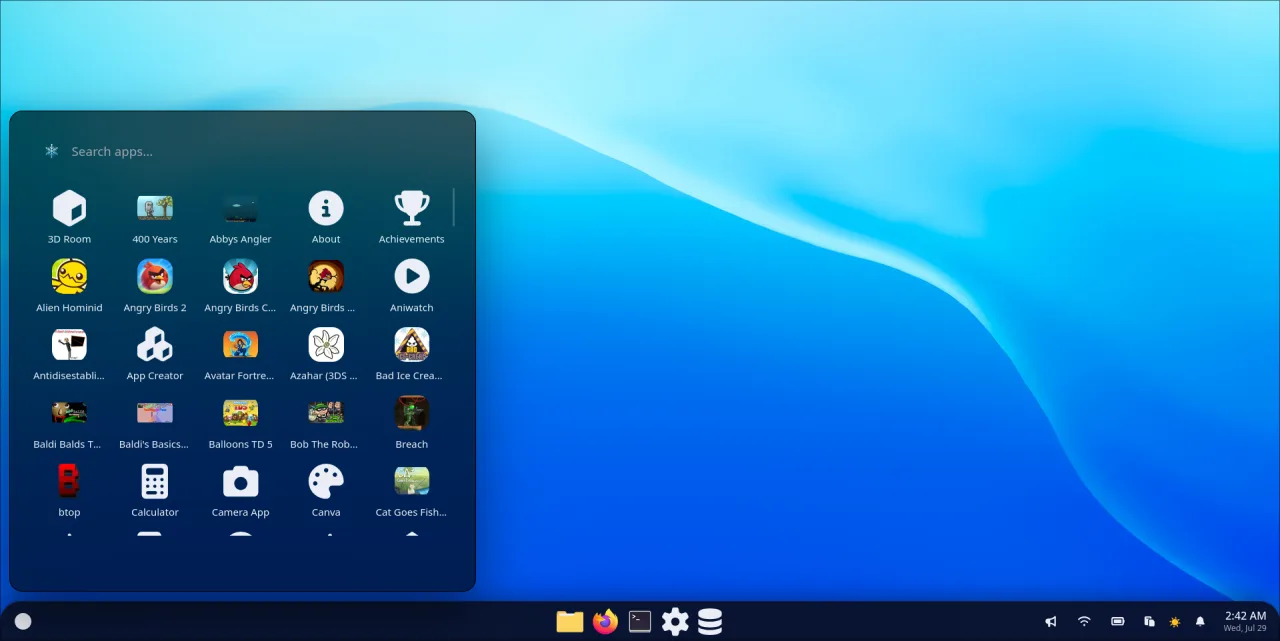 Search apps...
3D Room
400 Years
Abbys Angler
About
Achievements
Alien Hominid
Angry Birds 2
Angry Birds C...
Angry Birds ...
Aniwatch
Antidisestabli...
App Creator
Avatar Fortre...
Azahar (3DS ...
Bad Ice Crea...
Baldi Balds T...
Baldi's Basics...
Balloons TD 5
Bob The Rob...
Breach
btop
Calculator
Camera App
Canva
Cat Goes Fish...
2:42 AM
Wed, Jul 29